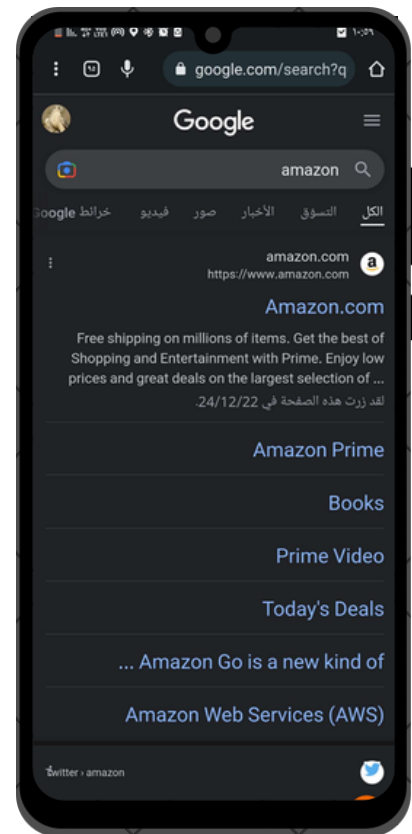 ١٠:٥٩
google.com/search?q
Google
amazon
الكل التسوّق الأخبار صور فيديو خرائط Google
amazon.com
https://www.amazon.com
Amazon.com
Free shipping on millions of items. Get the best of
Shopping and Entertainment with Prime. Enjoy low
prices and great deals on the largest selection of ...
لقد زرت هذه الصفحة في 24/12/22.
Amazon Prime
Books
Prime Video
Today's Deals
... Amazon Go is a new kind of
Amazon Web Services (AWS)
twitter › amazon